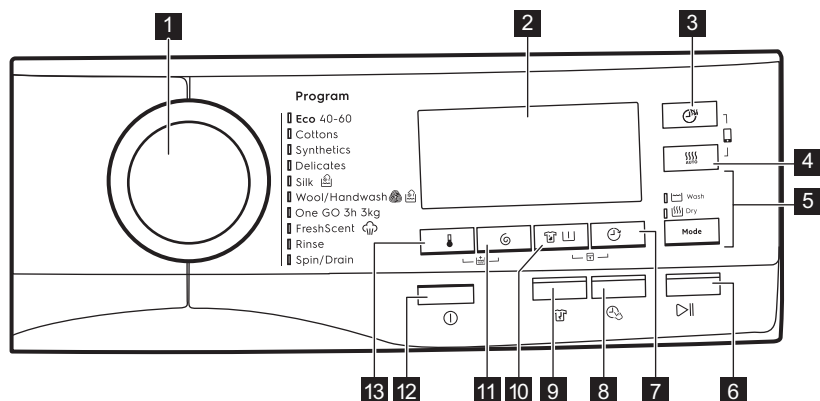 1
2
3
Program
Eco 40-60
Cottons
Synthetics
Delicates
Silk
Wool/Handwash
One GO 3h 3kg
FreshScent
Rinse
Spin/Drain
AUTO
4
5
Wash
Dry
Mode
13
12
11
10
9
8
7
6